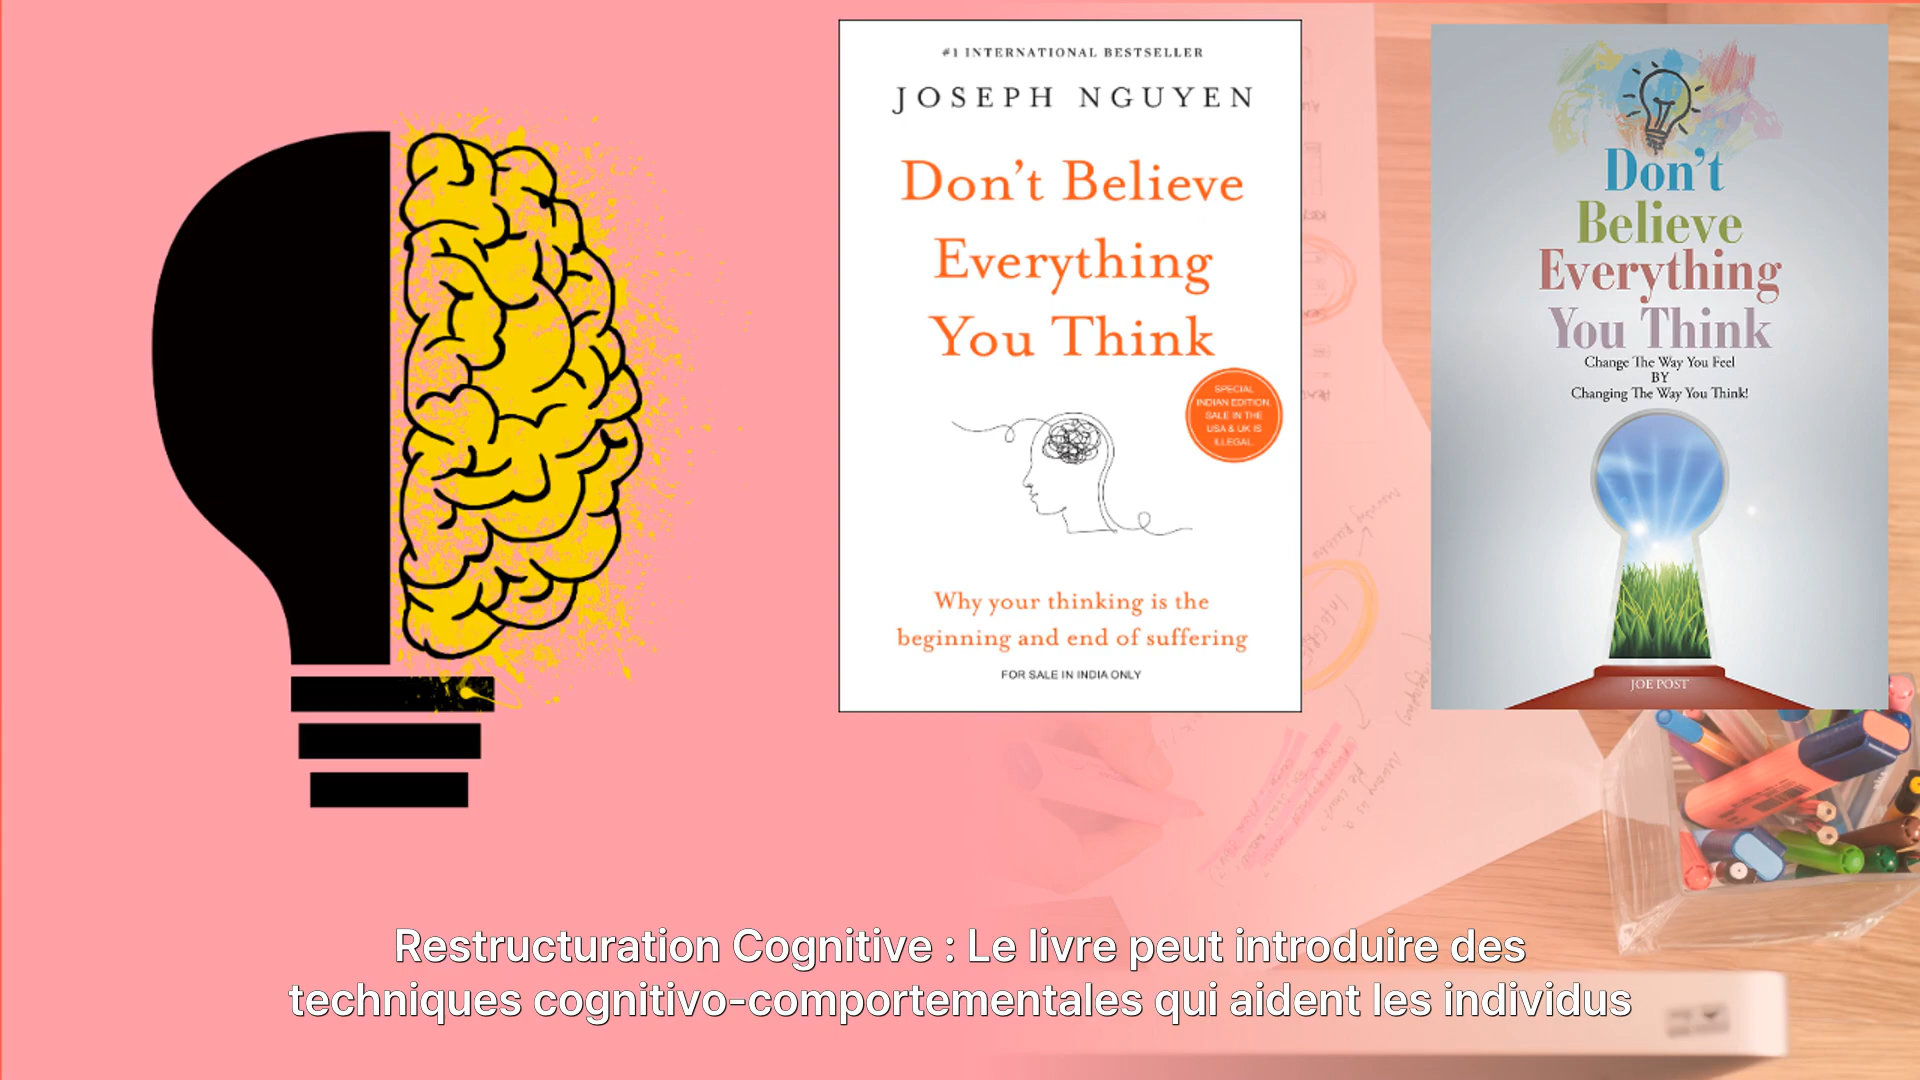 #1 INTERNATIONAL BESTSELLER
JOSEPH NGUYEN
Don't Believe
Everything
You Think
SPECIAL
INDIAN EDITION.
SALE IN THE
USA & UK IS
ILLEGAL
Why your thinking is the
beginning and end of suffering
FOR SALE IN INDIA ONLY
Don't
Believe
Everything
You Think
Change The Way You Feel
BY
Changing The Way You Think!
JOE POST
Restructuration Cognitive : Le livre peut introduire des
techniques cognitivo-comportementales qui aident les individus